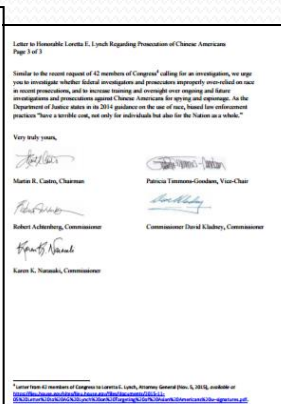 Letter to Honorable Loretta E. Lynch Regarding Prosecution of Chinese Americans
Page 3 of 3
Similar to the recent request of 42 members of Congress⁴ calling for an investigation, we urge
you to investigate whether federal investigators and prosecutors improperly over-relied on race
in recent prosecutions, and to increase training and oversight over ongoing and future
investigations and prosecutions against Chinese Americans for spying and espionage. As the
Department of Justice states in its 2014 guidance on the use of race, biased law enforcement
practices "have a terrible cost, not only for individuals but also for the Nation as a whole."
Very truly yours,
Martin R. Castro, Chairman
Patricia Timmons-Goodson, Vice-Chair
Robert Achtenberg, Commissioner
Commissioner David Kladney, Commissioner
Karen K. Narasaki, Commissioner
Letter from 42 members of Congress to Loretta E. Lynch, Attorney General (Nov. 5, 2015), available at